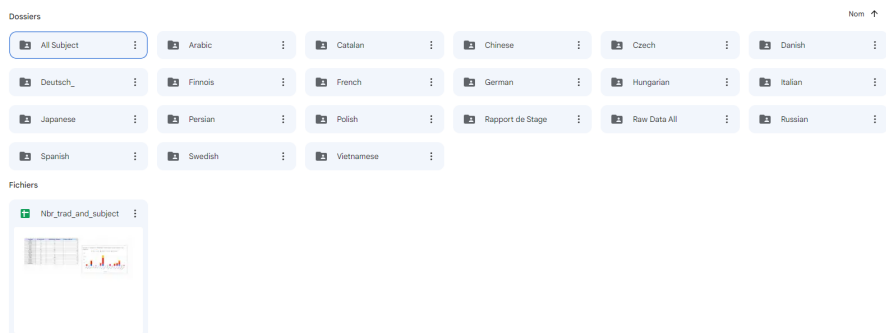 Dossiers
Nom
All Subject
Arabic
Catalan
Chinese
Czech
Danish
Deutsch_
Finnois
French
German
Hungarian
Italian
Japanese
Persian
Polish
Rapport de Stage
Raw Data All
Russian
Spanish
Swedish
Vietnamese
Fichiers
Nbr_trad_and_subject